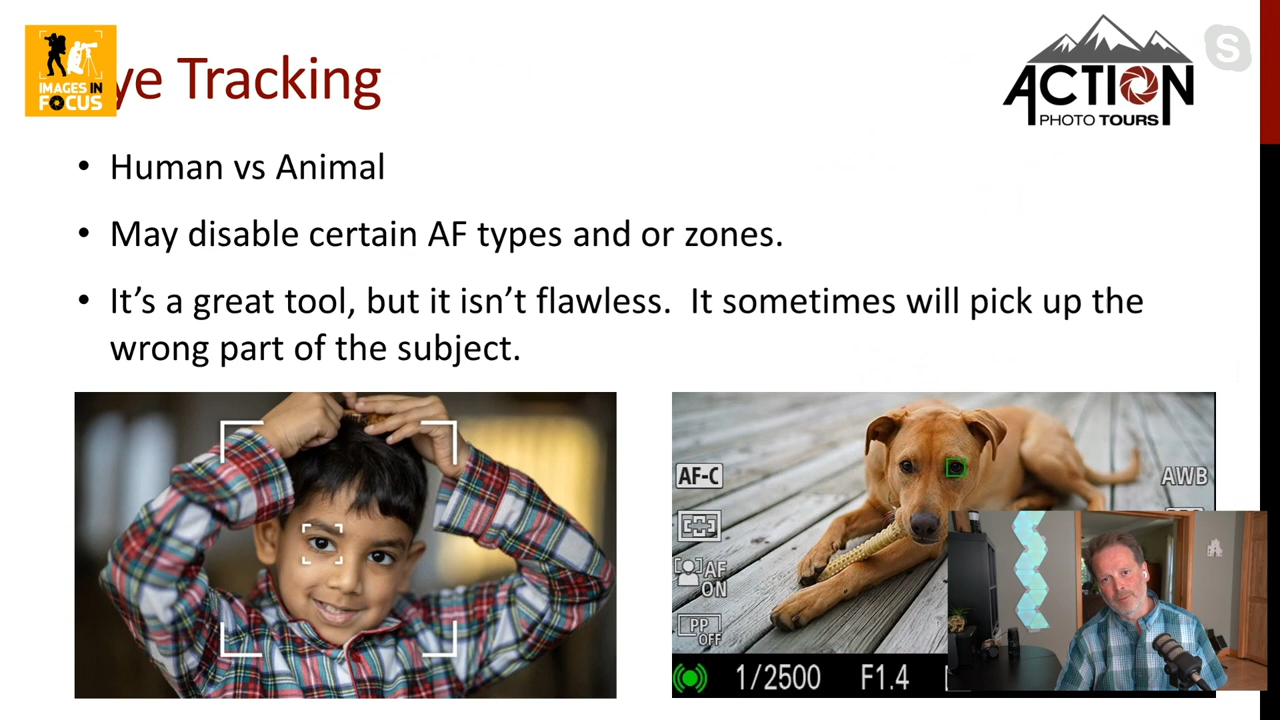 IMAGES IN
FOCUS
ye Tracking
ACTION
PHOTO TOURS
S
• Human vs Animal
• May disable certain AF types and or zones.
• It’s a great tool, but it isn’t flawless.  It sometimes will pick up the
wrong part of the subject.
AF-C
AWB
AF
ON
PP
OFF
1/2500 F1.4